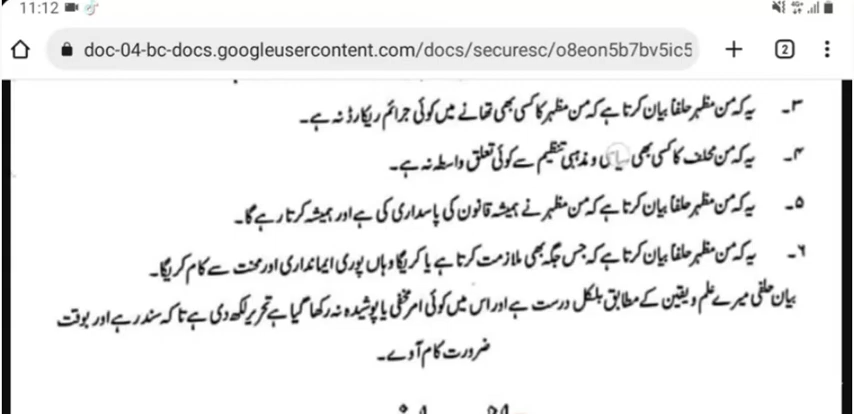 11:12
doc-04-bc-docs.googleusercontent.com/docs/securesc/o8eon5b7bv5ic5
2
۳۔ یہ کہ من مظہر حلفاً بیان کرتا ہے کہ من مظہر کا کسی بھی تھانے میں کوئی جرائم ریکارڈ نہ ہے۔
۴۔ یہ کہ من محلف کا کسی بھی سیاسی و مذہبی تنظیم سے کوئی تعلق واسطہ نہ ہے۔
۵۔ یہ کہ من مظہر حلفاً بیان کرتا ہے کہ من مظہر نے ہمیشہ قانون کی پاسداری کی ہے اور ہمیشہ کرتا رہے گا۔
۶۔ یہ کہ من مظہر حلفاً بیان کرتا ہے کہ جس جگہ بھی ملازمت کرتا ہے یا کریگا وہاں پوری ایمانداری اور محنت سے کام کریگا۔
بیان حلفی میرے علم و یقین کے مطابق بلکل درست ہے اور اس میں کوئی امر مخفی یا پوشیدہ نہ رکھا گیا ہے تحریر لکھ دی ہے تاکہ سند رہے اور بوقت
ضرورت کام آوے۔